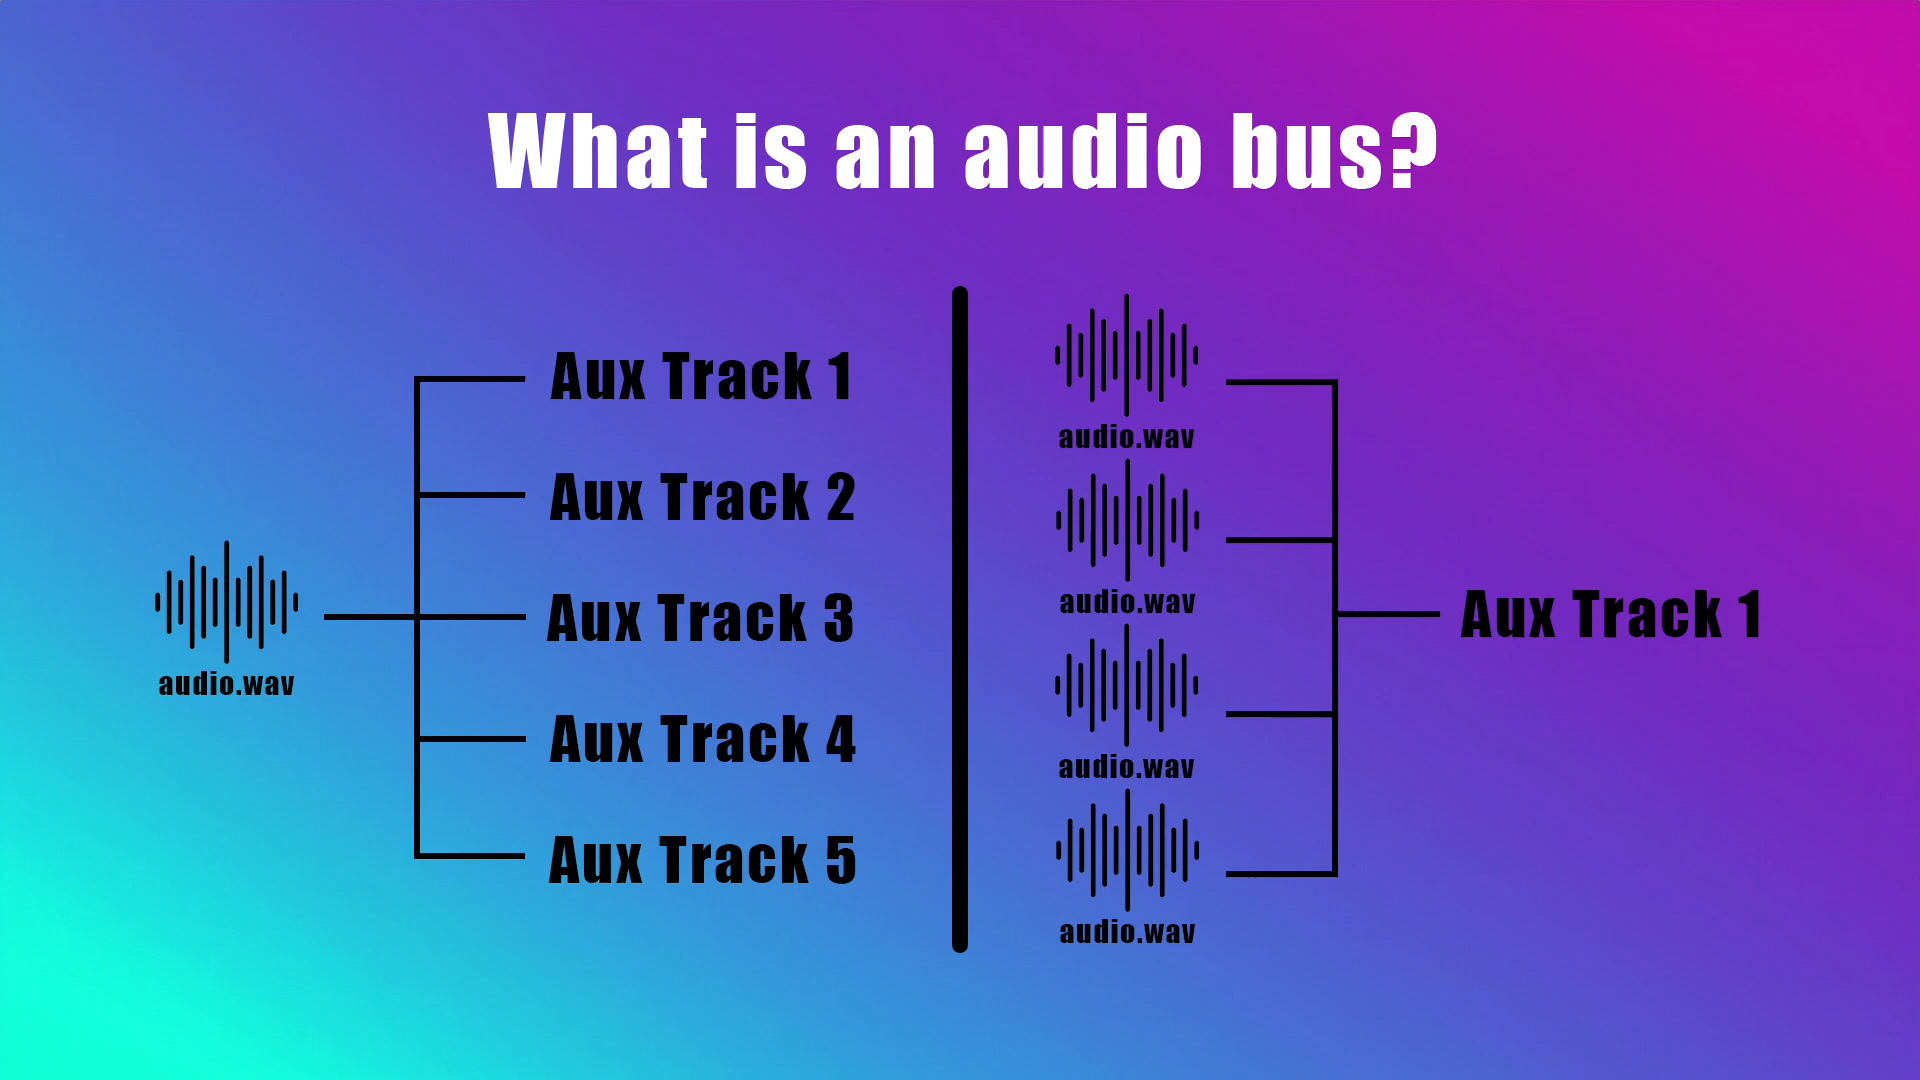 What is an audio bus?
Aux Track 1
Aux Track 2
Aux Track 3
Aux Track 4
Aux Track 5
audio.wav
audio.wav
audio.wav
audio.wav
audio.wav
Aux Track 1